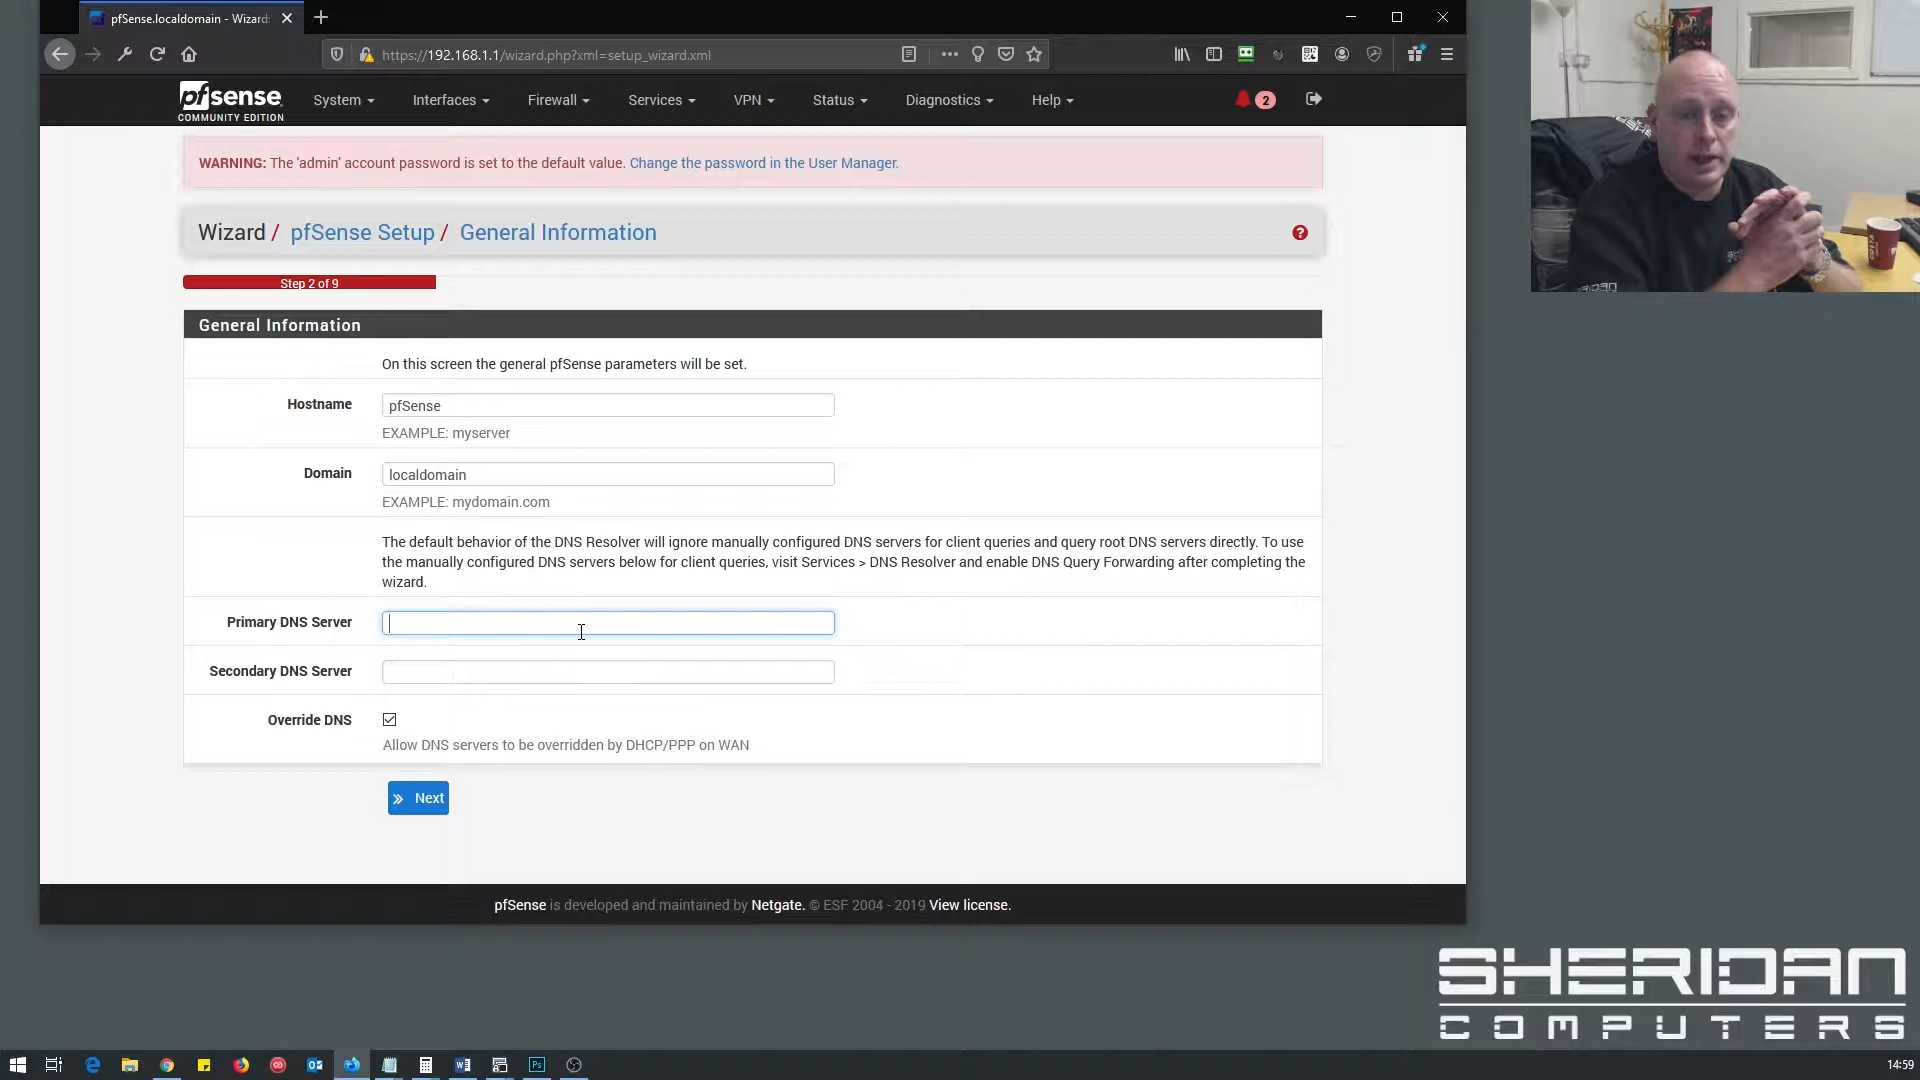 pfSense.localdomain - Wizard:
https://192.168.1.1/wizard.php?xml=setup_wizard.xml
pfsense
COMMUNITY EDITION
System
Interfaces
Firewall
Services
VPN
Status
Diagnostics
Help
2
WARNING: The 'admin' account password is set to the default value. Change the password in the User Manager.
Wizard / pfSense Setup / General Information
Step 2 of 9
General Information
On this screen the general pfSense parameters will be set.
Hostname
pfSense
EXAMPLE: myserver
Domain
localdomain
EXAMPLE: mydomain.com
The default behavior of the DNS Resolver will ignore manually configured DNS servers for client queries and query root DNS servers directly. To use
the manually configured DNS servers below for client queries, visit Services > DNS Resolver and enable DNS Query Forwarding after completing the
wizard.
Primary DNS Server
Secondary DNS Server
Override DNS
Allow DNS servers to be overridden by DHCP/PPP on WAN
Next
pfSense is developed and maintained by Netgate. © ESF 2004 - 2019 View license.
SHERIDAN
COMPUTERS
14:59